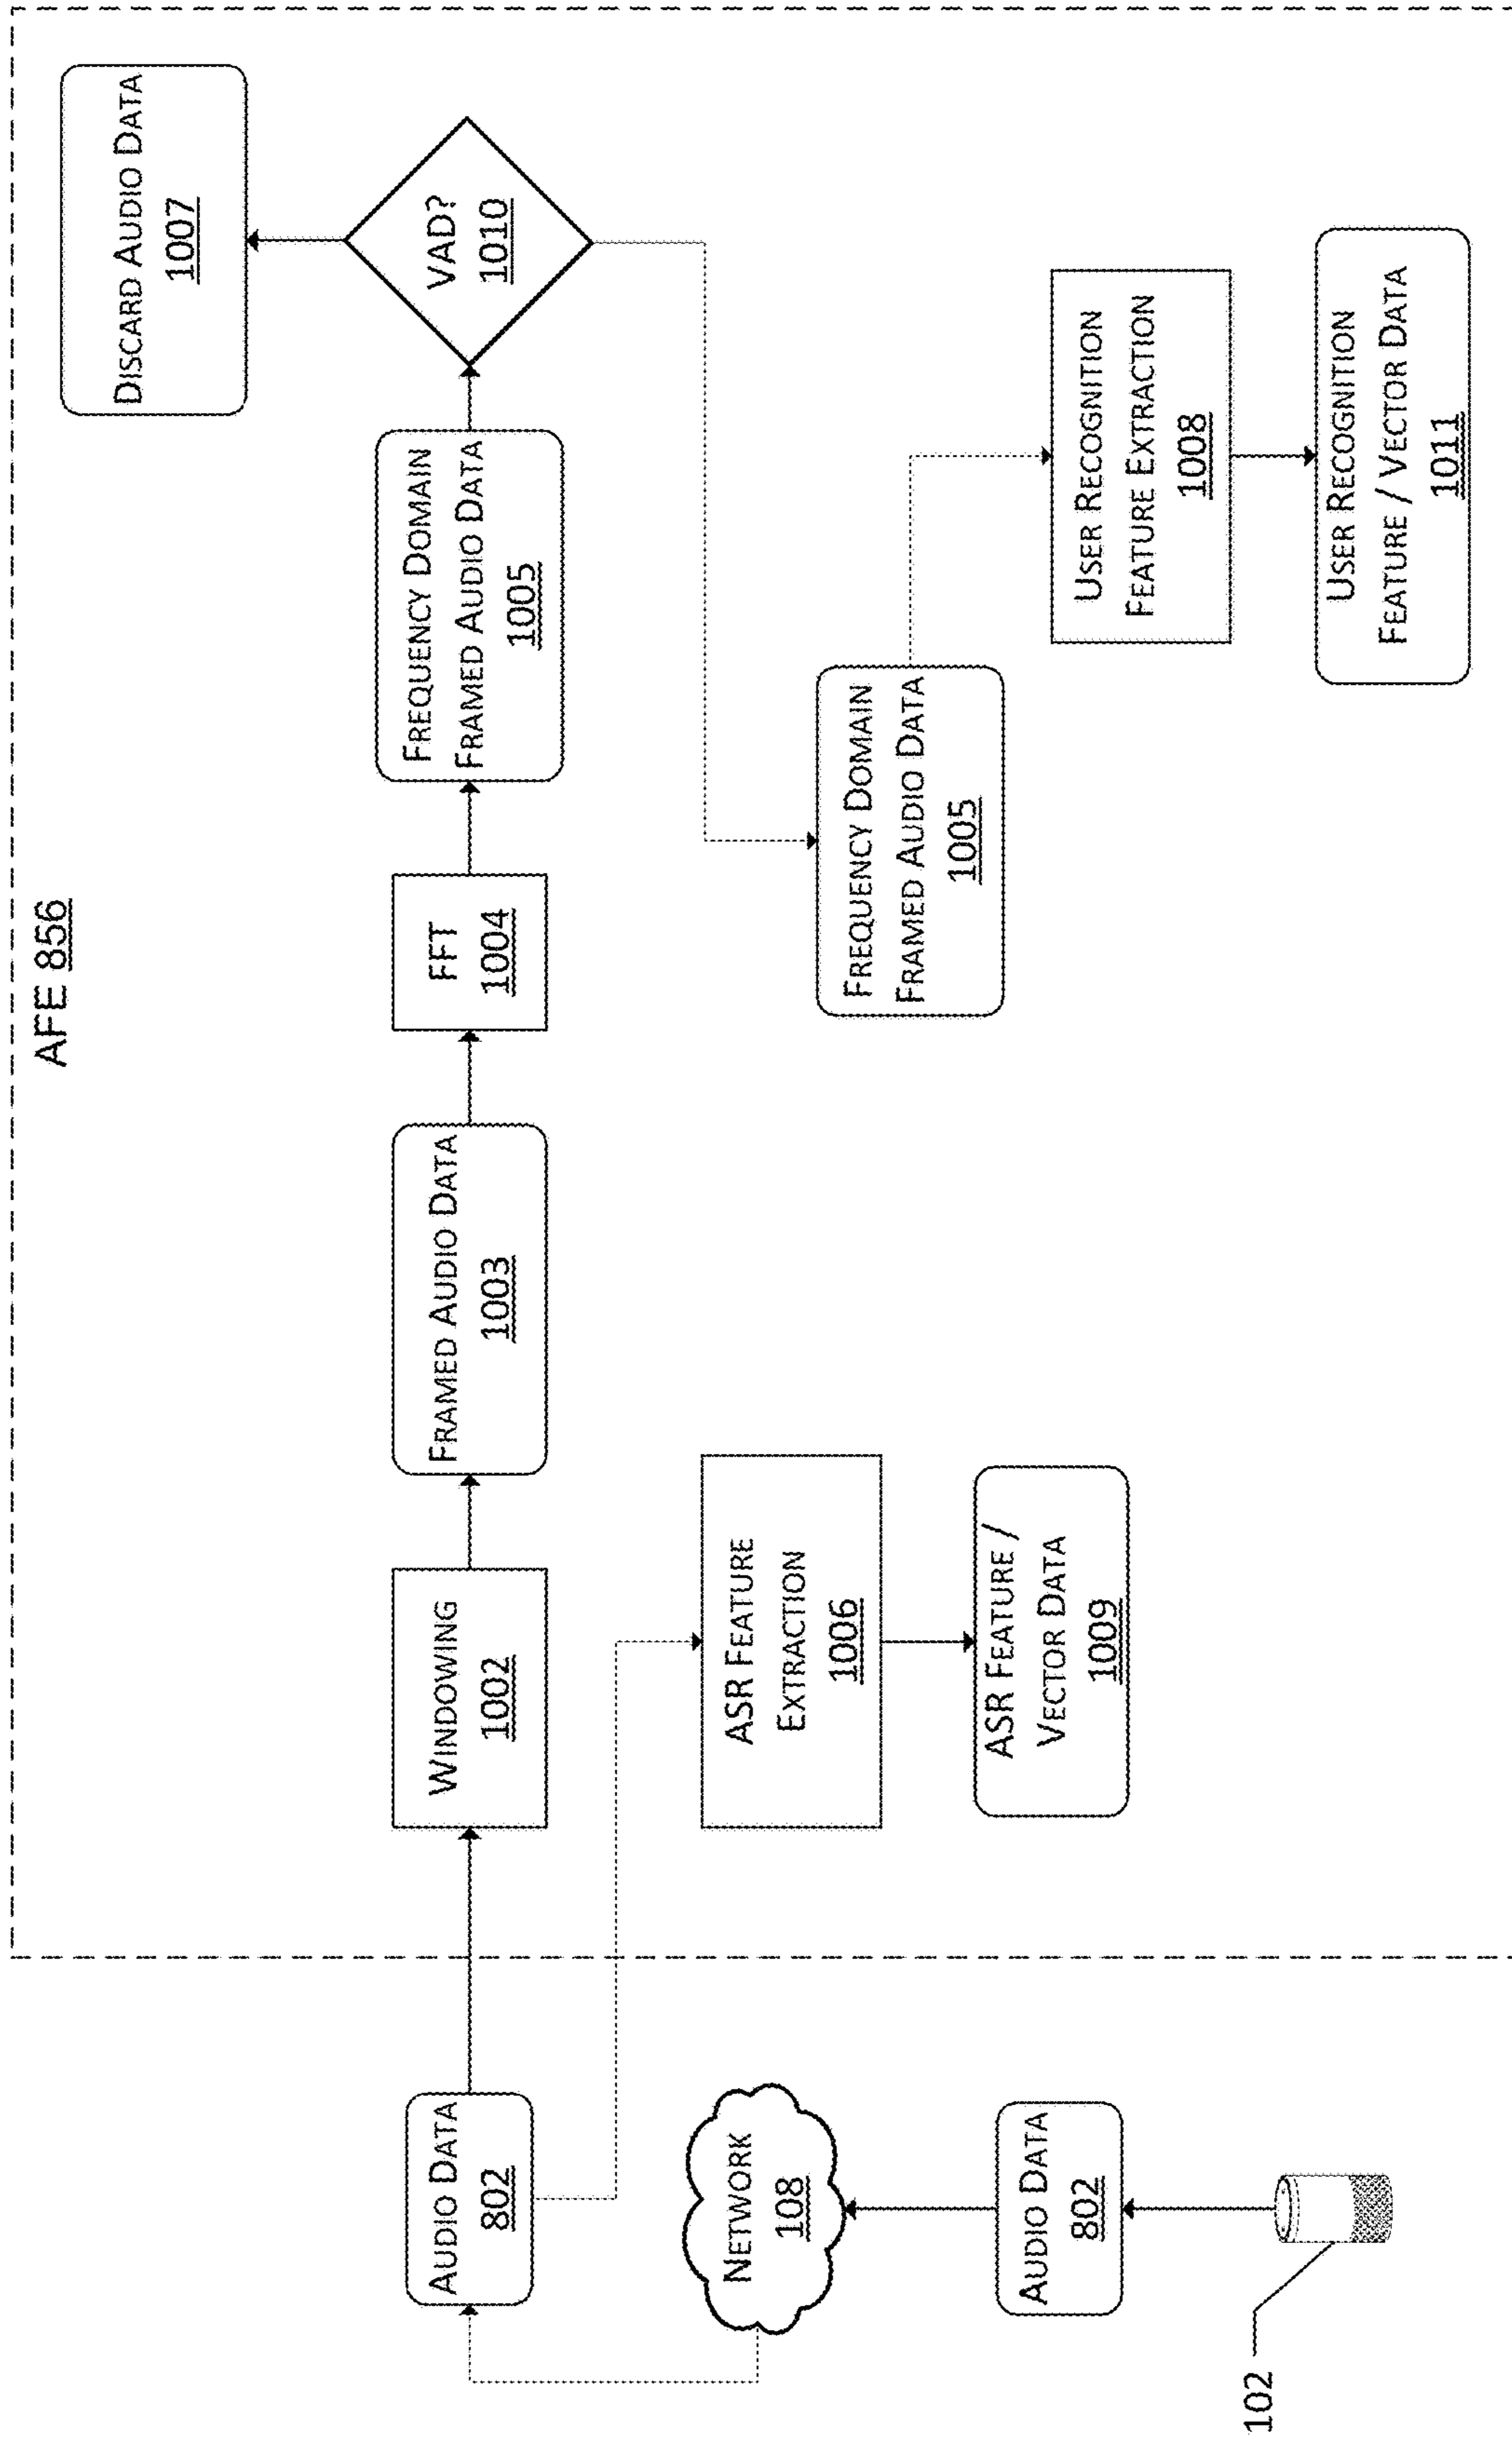 AFE 856
AUDIO DATA
802
WINDOWING
1002
FRAMED AUDIO DATA
1003
FFT
1004
FREQUENCY DOMAIN
FRAMED AUDIO DATA
1005
VAD?
1010
DISCARD AUDIO DATA
1007
NETWORK
108
AUDIO DATA
802
102
ASR FEATURE
EXTRACTION
1006
ASR FEATURE /
VECTOR DATA
1009
FREQUENCY DOMAIN
FRAMED AUDIO DATA
1005
USER RECOGNITION
FEATURE EXTRACTION
1008
USER RECOGNITION
FEATURE / VECTOR DATA
1011